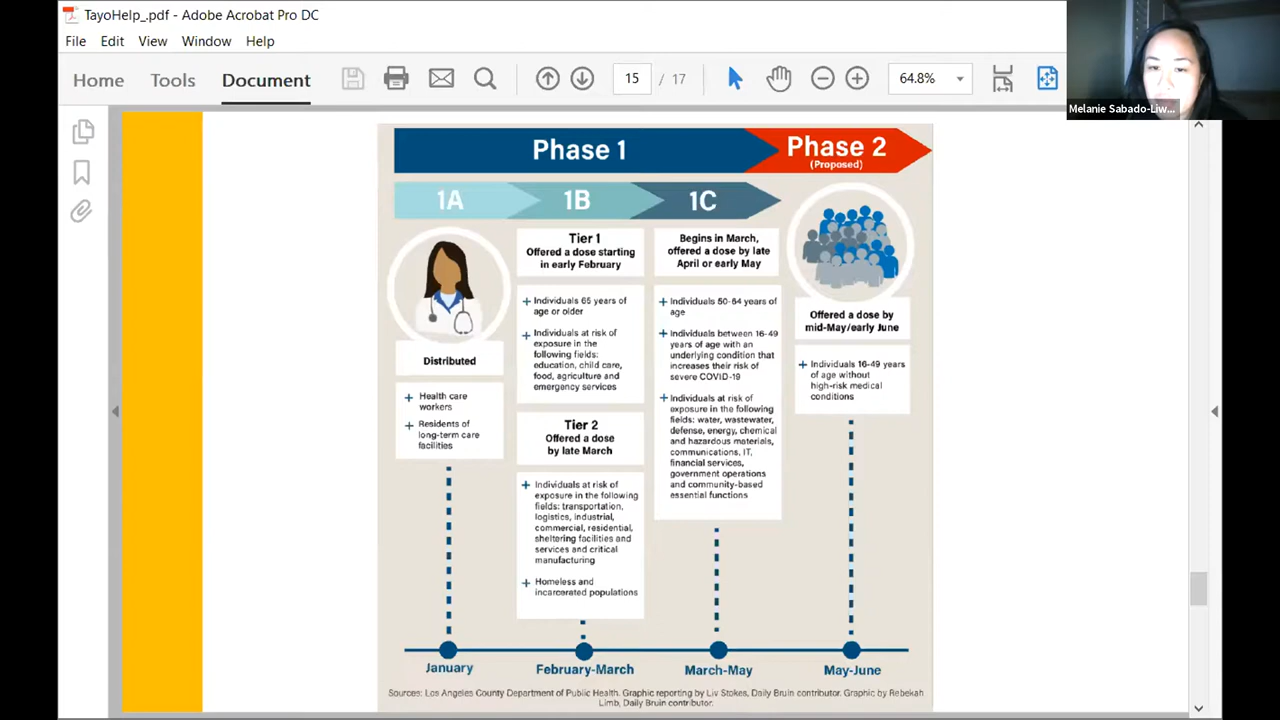 TayoHelp_.pdf - Adobe Acrobat Pro DC
File Edit View Window Help
Home Tools Document 15 / 17 64.8%
Melanie Sabado-Liw...
Phase 1
Phase 2
(Proposed)
1A 1B 1C
Distributed
+ Health care
workers
+ Residents of
long-term care
facilities
Tier 1
Offered a dose starting
in early February
+ Individuals 65 years of
age or older
+ Individuals at risk of
exposure in the
following fields:
education, child care,
food, agriculture and
emergency services
Tier 2
Offered a dose
by late March
+ Individuals at risk of
exposure in the following
fields: transportation,
logistics, industrial,
commercial, residential,
sheltering facilities and
services and critical
manufacturing
+ Homeless and
incarcerated populations
Begins in March,
offered a dose by late
April or early May
+ Individuals 50-64 years of
age
+ Individuals between 16-49
years of age with an
underlying condition that
increases their risk of
severe COVID-19
+ Individuals at risk of
exposure in the following
fields: water, wastewater,
defense, energy, chemical
and hazardous materials,
communications, IT,
financial services,
government operations
and community-based
essential functions
Offered a dose by
mid-May/early June
+ Individuals 16-49 years
of age without
high-risk medical
conditions
January February-March March-May May-June
Sources: Los Angeles County Department of Public Health. Graphic reporting by Liv Stokes, Daily Bruin contributor. Graphic by Rebekah
Limb, Daily Bruin contributor.